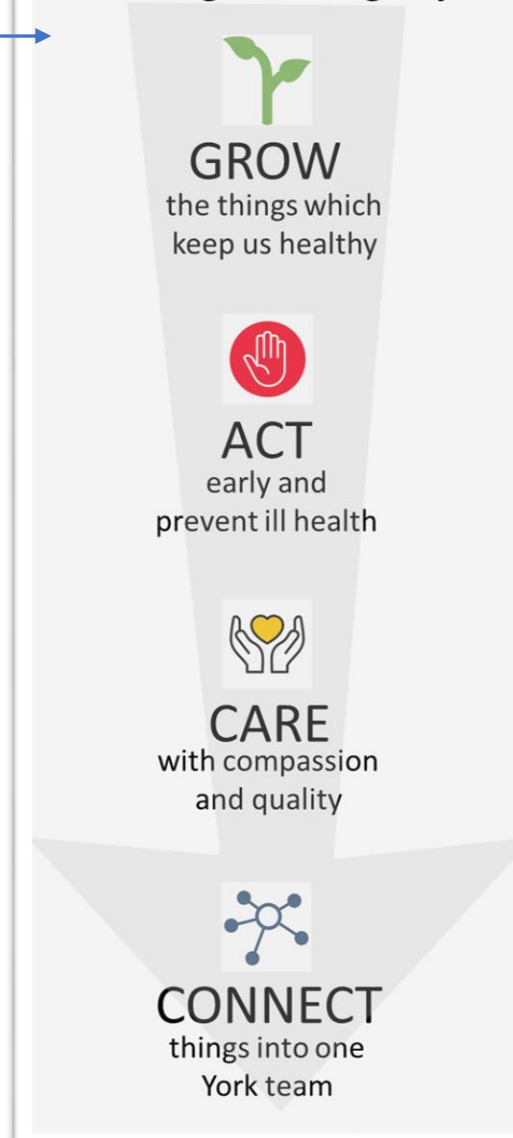 GROW
the things which
keep us healthy
ACT
early and
prevent ill health
CARE
with compassion
and quality
CONNECT
things into one
York team